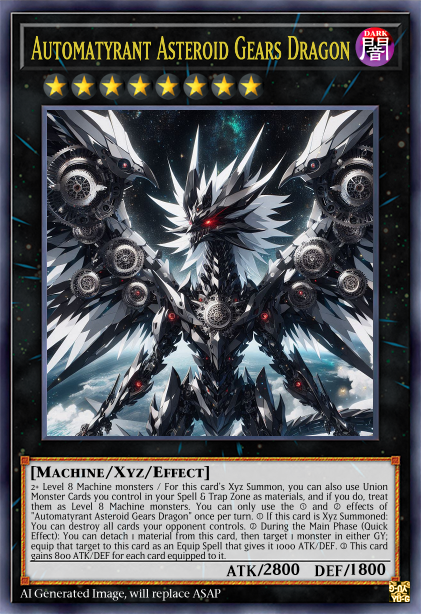 AUTOMATYRANT ASTEROID GEARS DRAGON
DARK
闇
[MACHINE/XYZ/EFFECT]
2+ Level 8 Machine monsters / For this card's Xyz Summon, you can also use Union
Monster Cards you control in your Spell & Trap Zone as materials, and if you do, treat
them as Level 8 Machine monsters. You can only use the ① and ② effects of
"Automatyrant Asteroid Gears Dragon" once per turn. ① If this card is Xyz Summoned:
You can destroy all cards your opponent controls. ② During the Main Phase (Quick
Effect): You can detach 1 material from this card, then target 1 monster in either GY;
equip that target to this card as an Equip Spell that gives it 1000 ATK/DEF. ③ This card
gains 800 ATK/DEF for each card equipped to it.
ATK/2800 DEF/1800
AI Generated Image, will replace ASAP